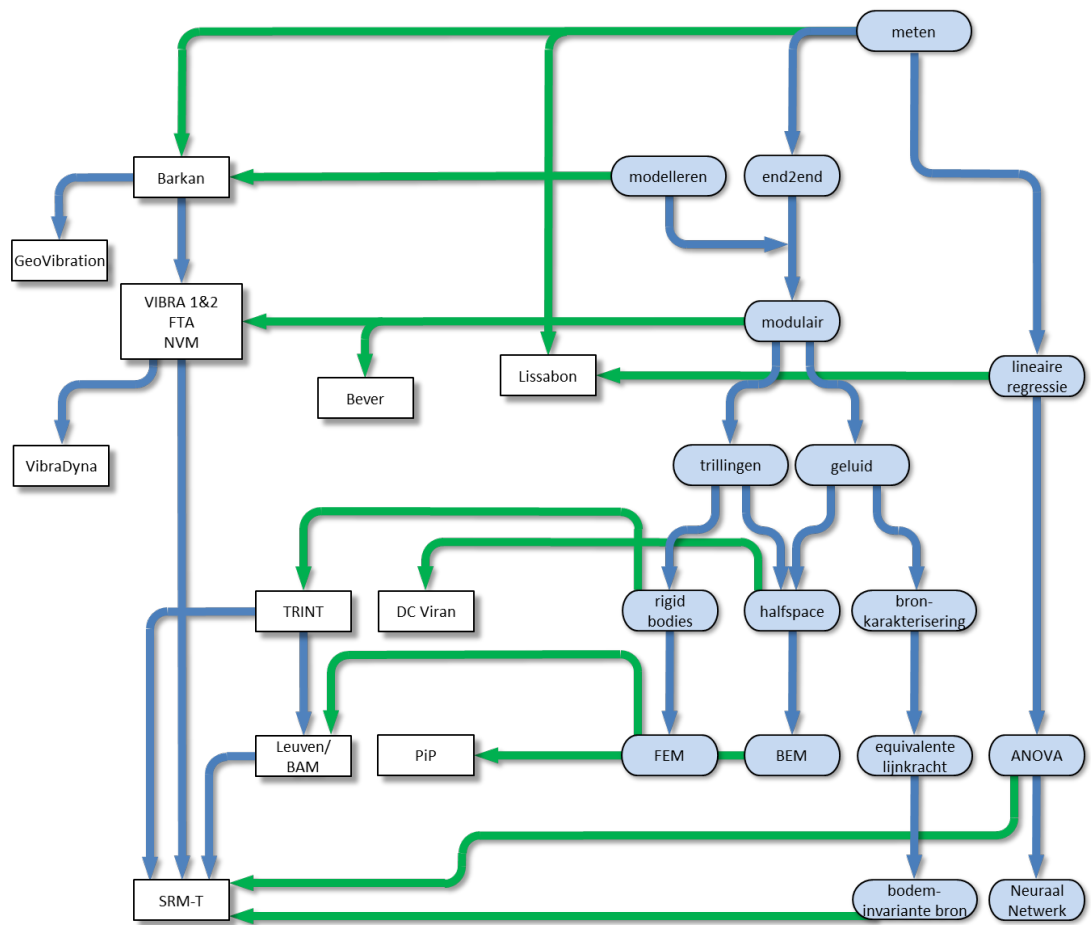 meten
Barkan
modelleren
end2end
GeoVibration
VIBRA 1&2
FTA
NVM
modulair
Bever
Lissabon
lineaire
regressie
VibraDyna
trillingen
geluid
TRINT
DC Viran
rigid
bodies
halfspace
bron-
karakterisering
Leuven/
BAM
PiP
FEM
BEM
equivalente
lijnkracht
ANOVA
SRM-T
bodem-
invariante bron
Neuraal
Netwerk